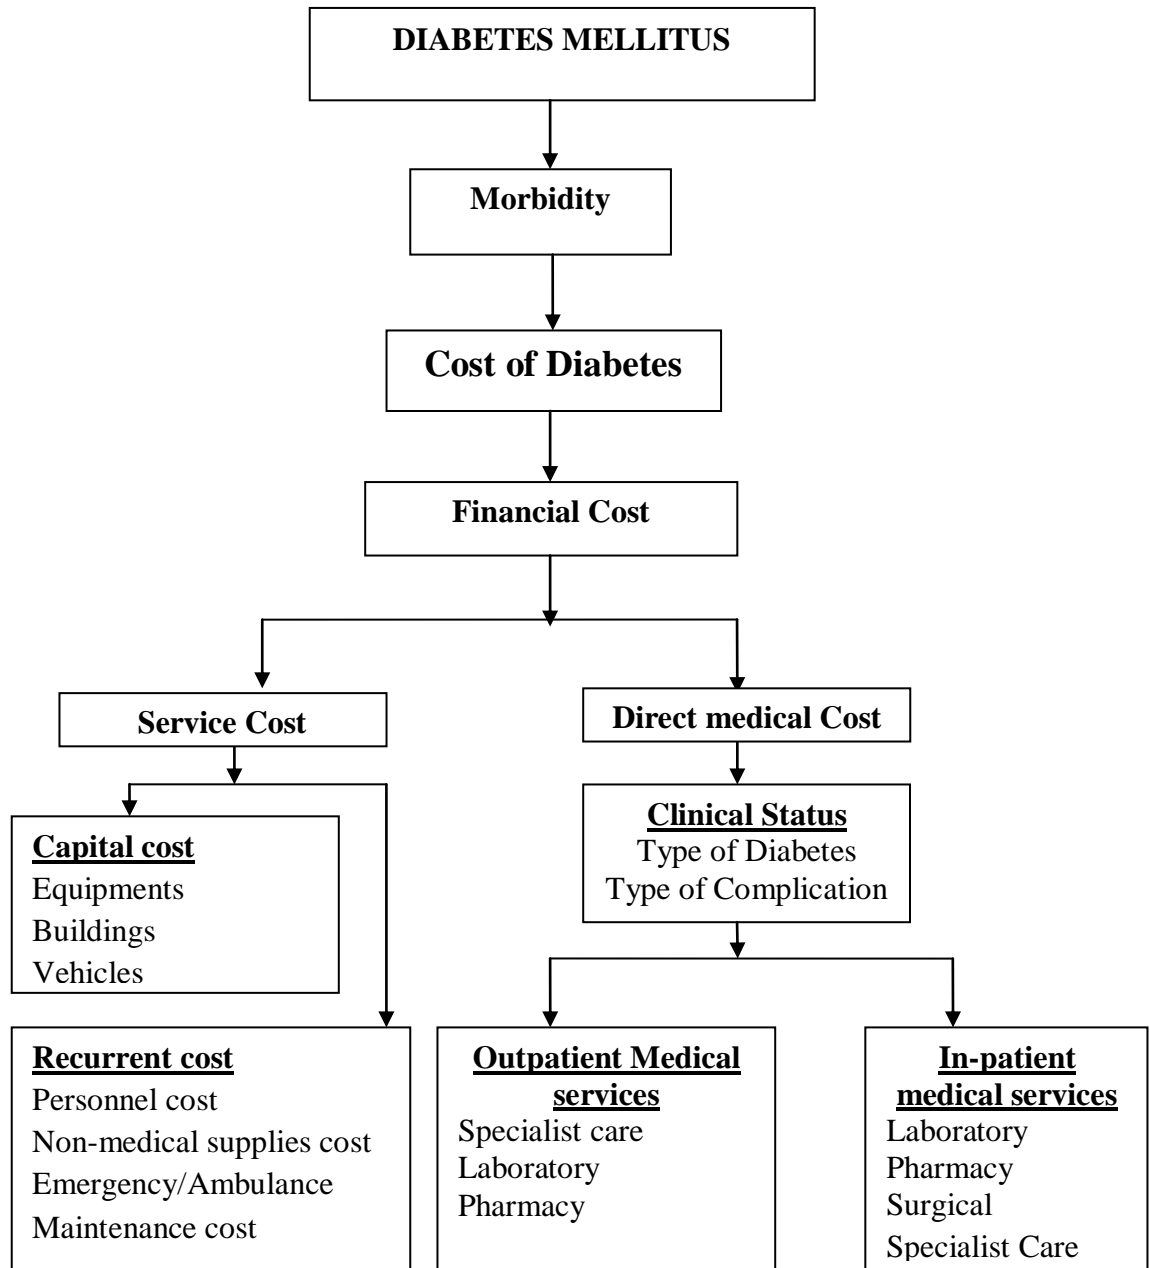 DIABETES MELLITUS
Morbidity
Cost of Diabetes
Financial Cost
Service Cost
Direct medical Cost
Capital cost
Equipments
Buildings
Vehicles
Clinical Status
Type of Diabetes
Type of Complication
Recurrent cost
Personnel cost
Non-medical supplies cost
Emergency/Ambulance
Maintenance cost
Outpatient Medical
services
Specialist care
Laboratory
Pharmacy
In-patient
medical services
Laboratory
Pharmacy
Surgical
Specialist Care